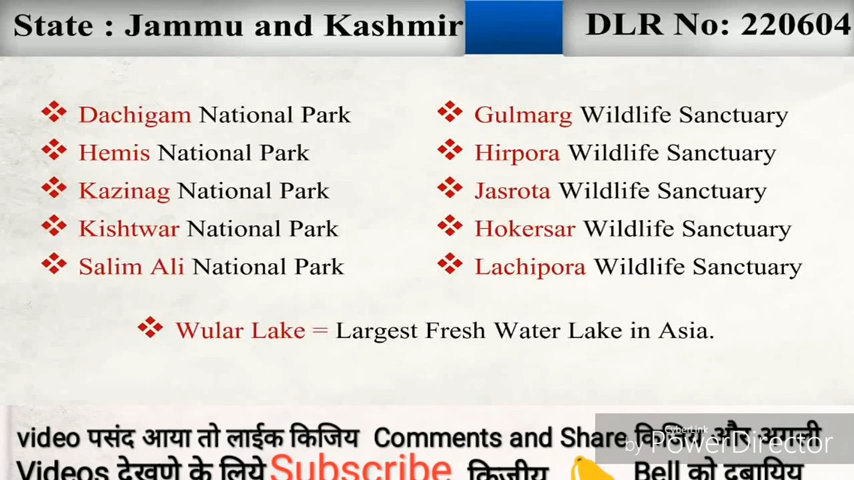 State : Jammu and Kashmir
DLR No: 220604
Dachigam National Park
Hemis National Park
Kazinag National Park
Kishtwar National Park
Salim Ali National Park
Gulmarg Wildlife Sanctuary
Hirpora Wildlife Sanctuary
Jasrota Wildlife Sanctuary
Hokersar Wildlife Sanctuary
Lachipora Wildlife Sanctuary
Wular Lake = Largest Fresh Water Lake in Asia.
video पसंद आया तो लाईक किजिय Comments and Share और अगली
Videos देखणे के लिये Subscribe किजीय Bell को दबायिय
CyberLink
by PowerDirector